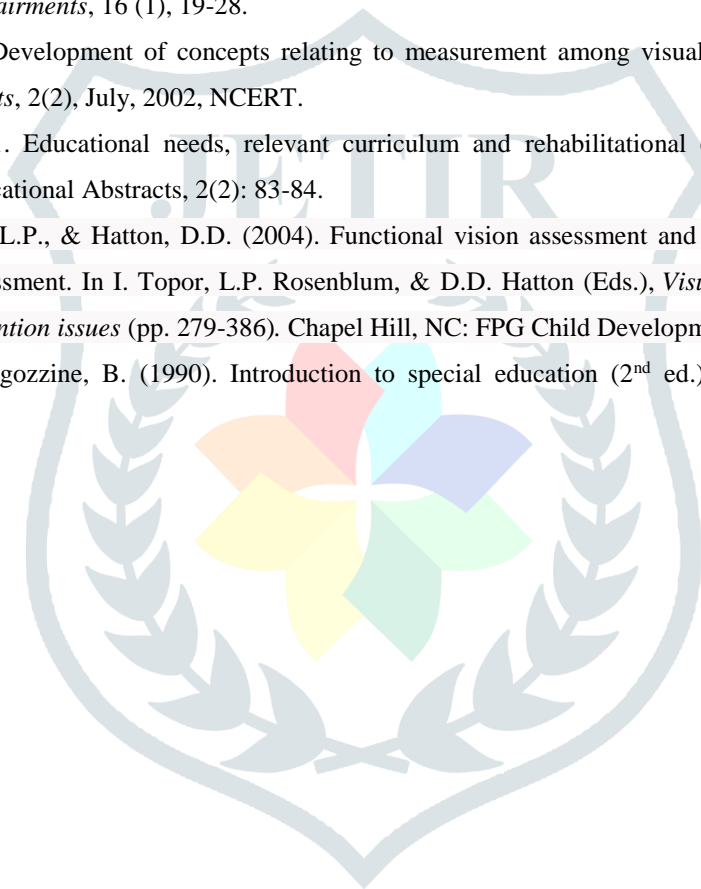 airments, 16 (1), 19-28.
Development of concepts relating to measurement among visual
ts, 2(2), July, 2002, NCERT.
. Educational needs, relevant curriculum and rehabilitational
cational Abstracts, 2(2): 83-84.
L.P., & Hatton, D.D. (2004). Functional vision assessment and
ssment. In I. Topor, L.P. Rosenblum, & D.D. Hatton (Eds.), Visu
ntion issues (pp. 279-386). Chapel Hill, NC: FPG Child Developm
gozzine, B. (1990). Introduction to special education (2nd ed.)
JETIR